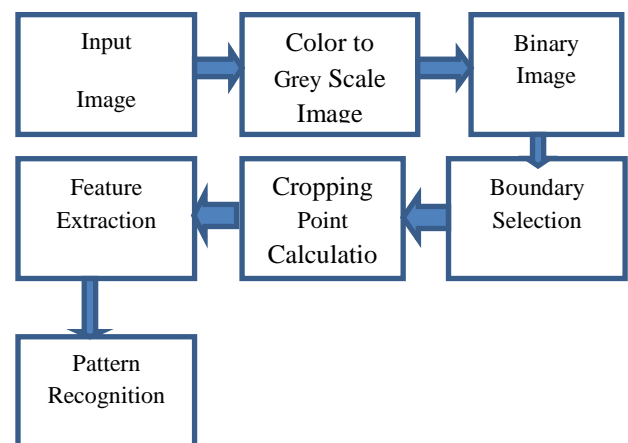 Input
Image
Color to
Grey Scale
Image
Binary
Image
Boundary
Selection
Cropping
Point
Calculatio
Feature
Extraction
Pattern
Recognition